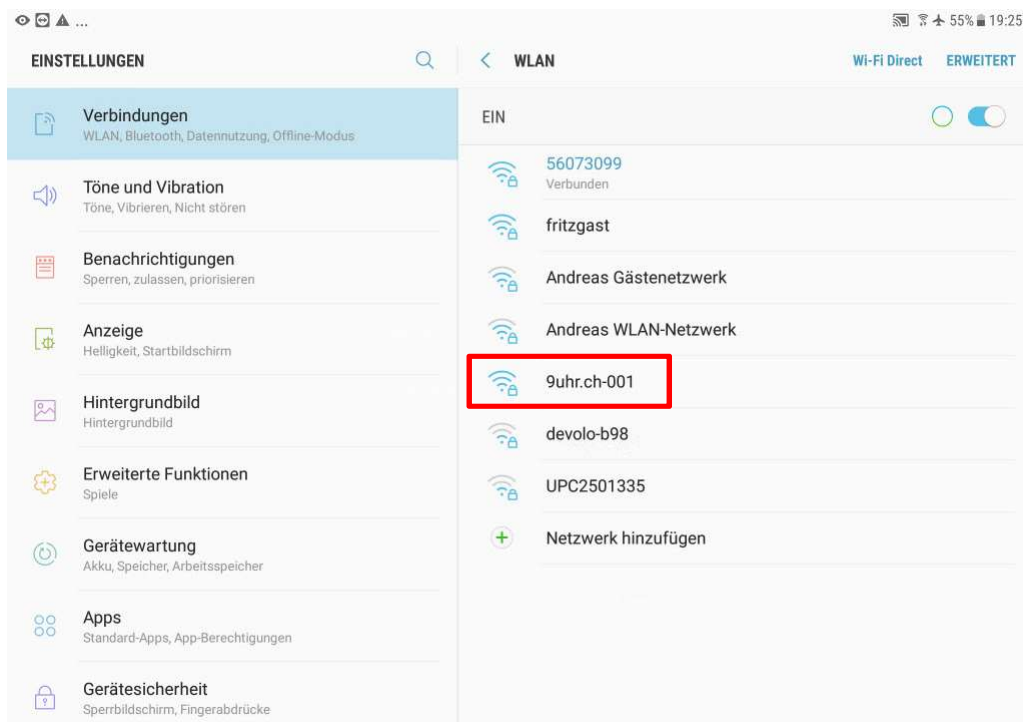 ... 55% 19:25
EINSTELLUNGEN
Verbindungen
WLAN, Bluetooth, Datennutzung, Offline-Modus
Töne und Vibration
Töne, Vibrieren, Nicht stören
Benachrichtigungen
Sperren, zulassen, priorisieren
Anzeige
Helligkeit, Startbildschirm
Hintergrundbild
Hintergrundbild
Erweiterte Funktionen
Spiele
Gerätewartung
Akku, Speicher, Arbeitsspeicher
Apps
Standard-Apps, App-Berechtigungen
Gerätesicherheit
Sperrbildschirm, Fingerabdrücke
WLAN Wi-Fi Direct ERWEITERT
EIN
56073099
Verbunden
fritzgast
Andreas Gästenetzwerk
Andreas WLAN-Netzwerk
9uhr.ch-001
devolo-b98
UPC2501335
Netzwerk hinzufügen